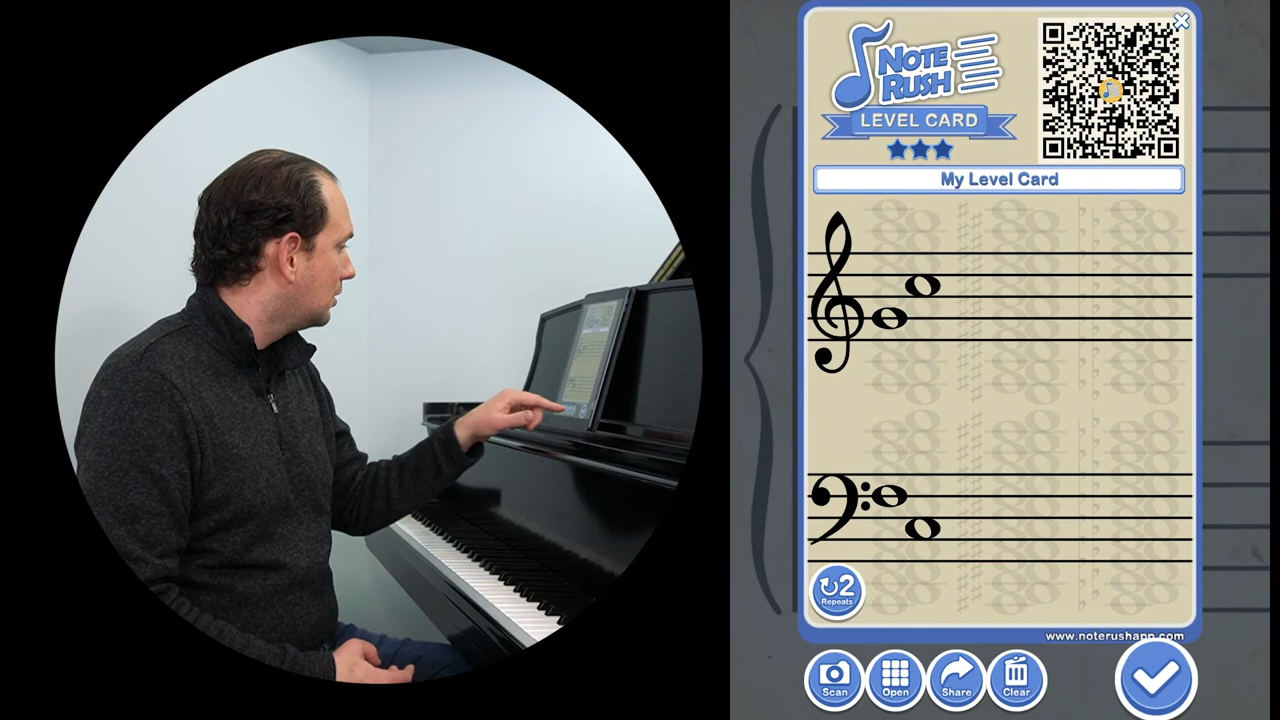 NOTE
RUSH
LEVEL CARD
My Level Card
2
Repeats
www.noterushapp.com
Scan
Open
Share
Clear